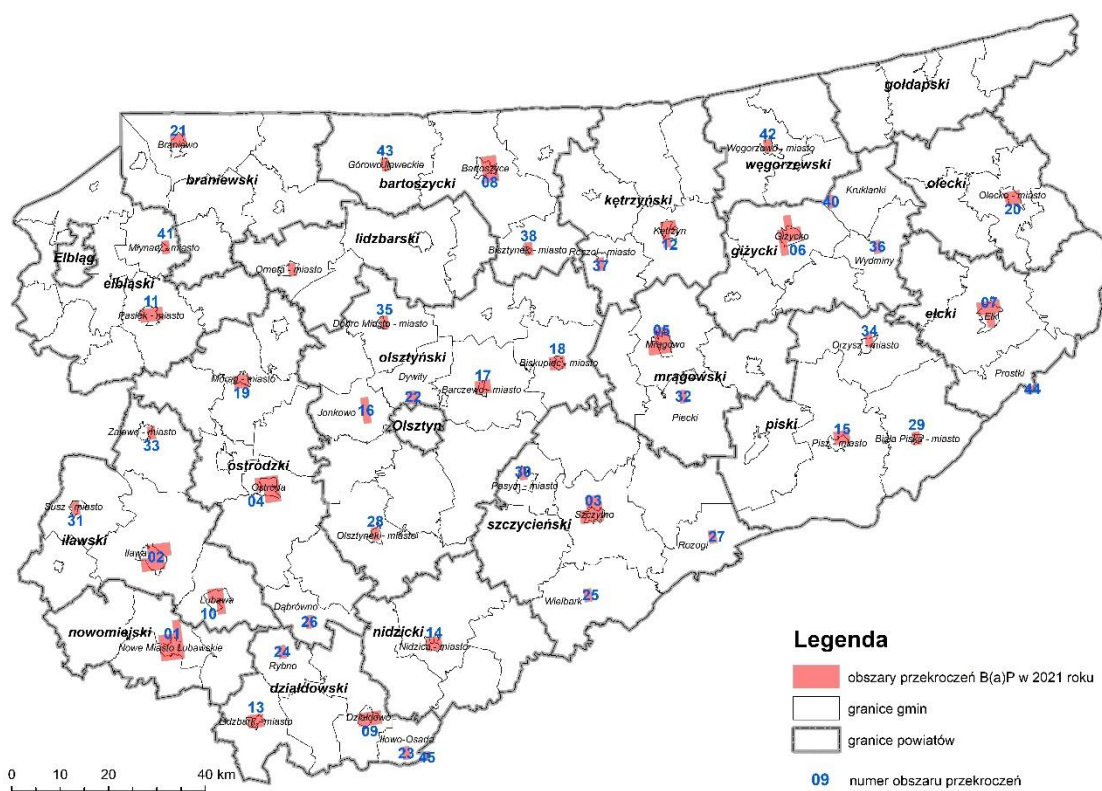 gołdapski
21
Braniewo
braniewski
43
Górowo Iławeckie
bartoszycki
Bartoszyce
08
42
Węgorzewo - miasto
węgorzewski
kętrzyński
Kętrzyn
12
Kruklanki
40
olecki
Olecko - miasto
20
Elbląg
elbląski
41
Młynary - miasto
lidzbarski
Orneta - miasto
38
Bisztynek - miasto
Reszel - miasto
37
giżycki
Giżycko
06
36
Wydminy
11
Pasłęk - miasto
35
Dobre Miasto - miasto
olsztyński
Dywity
22
18
Biskupiec - miasto
17
Barczewo - miasto
05
Mrągowo
mrągowski
32
Piecki
34
Orzysz - miasto
ełcki
07
Ełk
Prostki
44
Morąg - miasto
19
Jonkowo
16
Olsztyn
piski
15
Pisz - miasto
29
Biała Piska - miasto
Zalewo - miasto
33
ostródzki
Ostróda
04
30
Pasym - miasto
03
Szczytno
szczycieński
27
Rozogi
Susz - miasto
31
iławski
Iława
02
28
Olsztynek - miasto
25
Wielbark
Lubawa
10
Dąbrówno
26
nowomiejski
01
Nowe Miasto Lubawskie
nidzicki
14
Nidzica - miasto
24
Rybno
działdowski
13
Lidzbark - miasto
Działdowo
09
Iłowo-Osada
23
45
0 10 20 40 km
Legenda
obszary przekroczeń B(a)P w 2021 roku
granice gmin
granice powiatów
09 numer obszaru przekroczeń